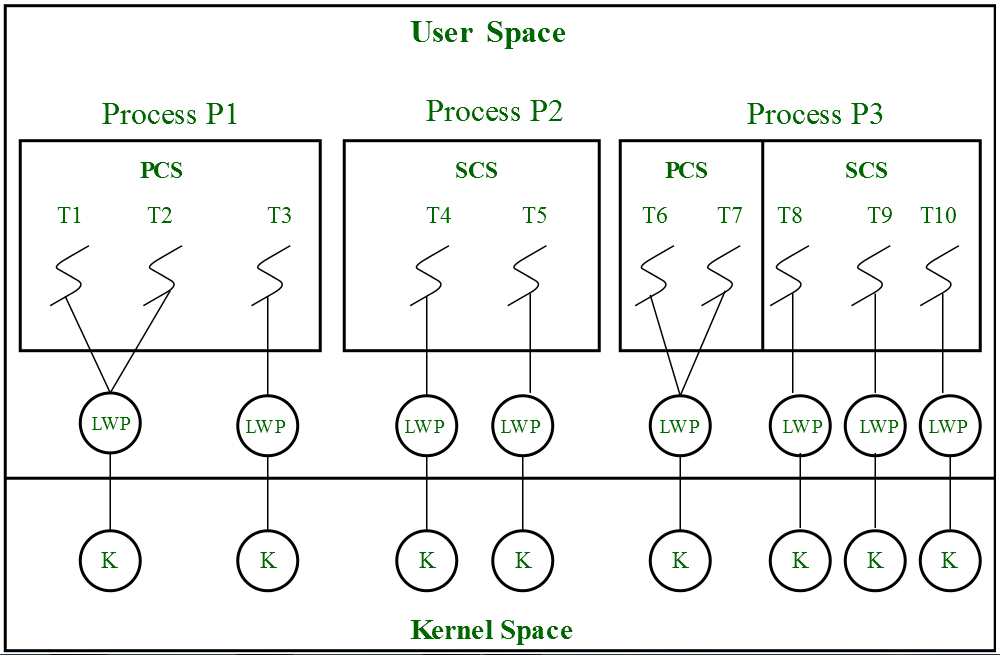 User Space
Process P1 Process P2 Process P3
PCS SCS PCS SCS
T1 T2 T3 T4 T5 T6 T7 T8 T9 T10
LWP LWP LWP LWP LWP LWP LWP LWP
K K K K K K K K
Kernel Space